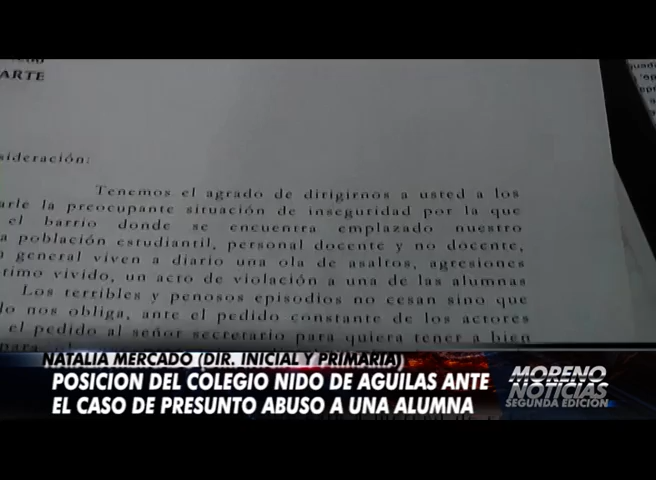 ARTE
sideración:
Tenemos el agrado de dirigirnos a usted a los
arle la preocupante situación de inseguridad por la que
el barrio donde se encuentra emplazado nuestro
a población estudiantil, personal docente y no docente,
general viven a diario una ola de asaltos, agresiones
timo vivido, un acto de violación a una de las alumnas
Los terribles y penosos episodios no cesan sino que
do nos obliga, ante el pedido constante de los actores
el pedido al señor secretario para quiera tener a bien
NATALIA MERCADO (DIR. INICIAL Y PRIMARIA)
POSICION DEL COLEGIO NIDO DE AGUILAS ANTE
EL CASO DE PRESUNTO ABUSO A UNA ALUMNA
MORENO
NOTICIAS
SEGUNDA EDICION